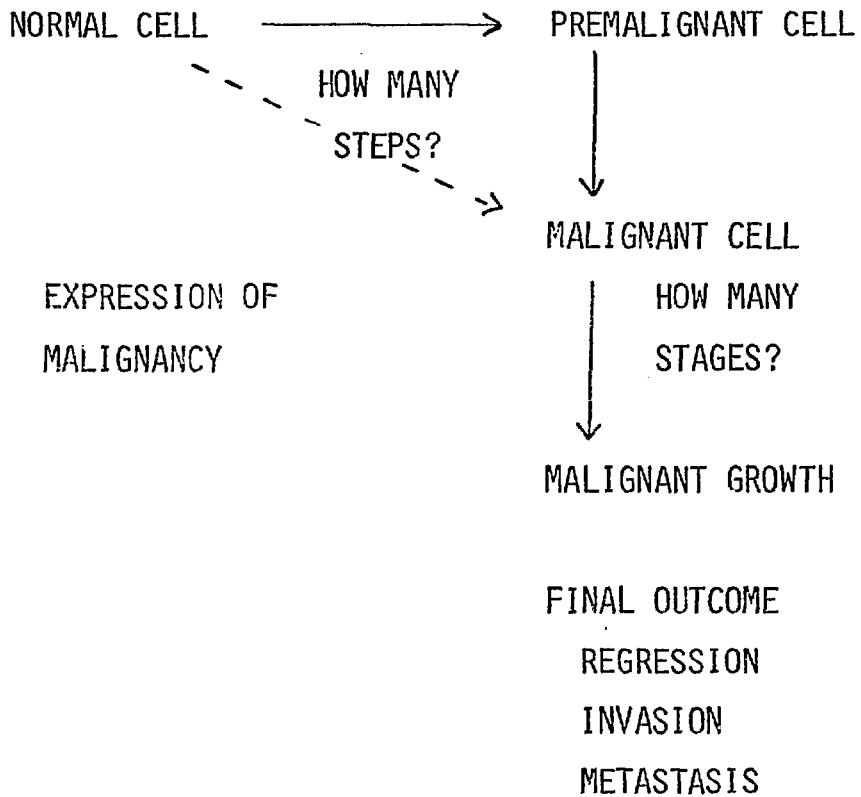 NORMAL CELL
PREMALIGNANT CELL
HOW MANY
STEPS?
MALIGNANT CELL
EXPRESSION OF
MALIGNANCY
HOW MANY
STAGES?
MALIGNANT GROWTH
FINAL OUTCOME
REGRESSION
INVASION
METASTASIS